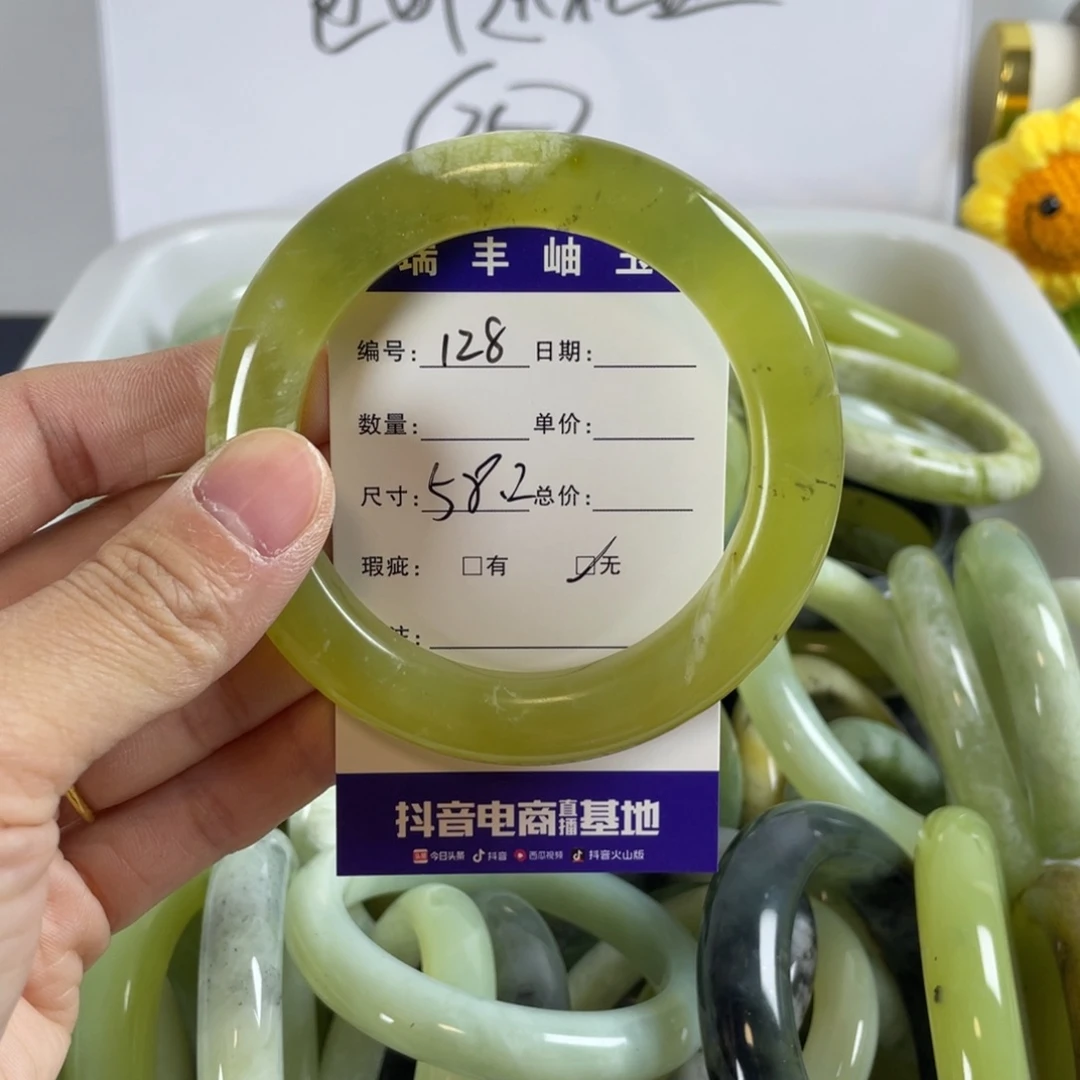 瑞丰岫玉
编号: 128 日期:
数量: 单价:
尺寸: 58.2 总价:
瑕疵: □有 ☑无
抖音电商直播基地
今日头条 抖音 西瓜视频 抖音火山版